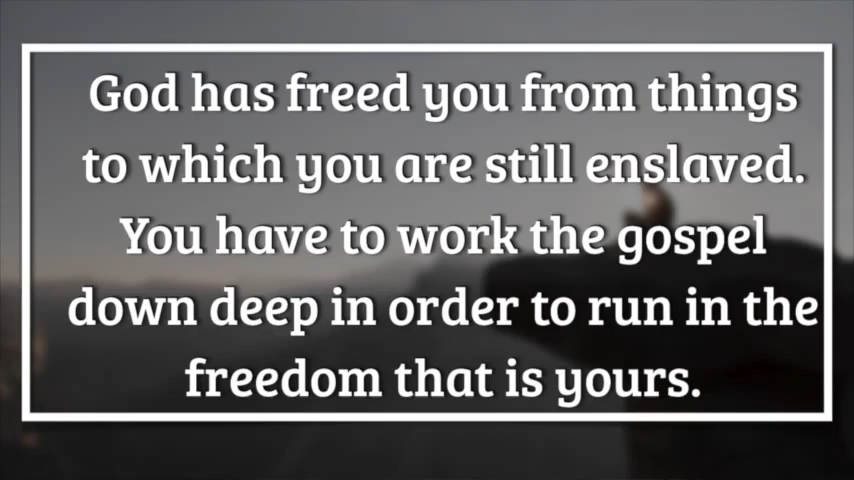 God has freed you from things
to which you are still enslaved.
You have to work the gospel
down deep in order to run in the
freedom that is yours.